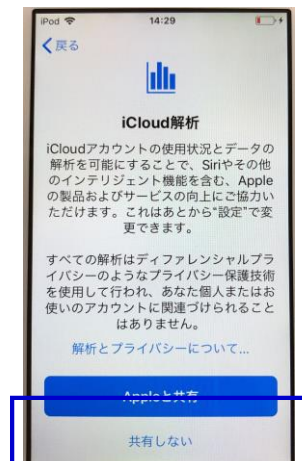 iPod 14:29
戻る
iCloud解析
iCloudアカウントの使用状況とデータの
解析を可能にすることで、Siriやその他
のインテリジェント機能を含む、Apple
の製品およびサービスの向上にご協力い
ただけます。これはあとから“設定”で変
更できます。
すべての解析はディファレンシャルプラ
イバシーのようなプライバシー保護技術
を使用して行われ、あなた個人またはお
使いのアカウントに関連づけられること
はありません。
解析とプライバシーについて...
Appleと共有
共有しない